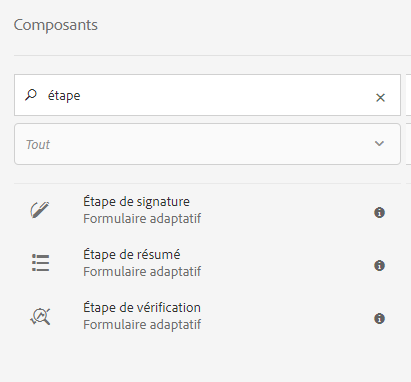 Composants
étape
Tout
Étape de signature
Formulaire adaptatif
Étape de résumé
Formulaire adaptatif
Étape de vérification
Formulaire adaptatif